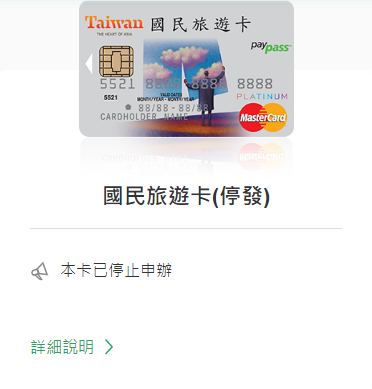 Taiwan 國民旅遊卡
THE HEART OF ASIA
paypass
5521 8888 8888 8888
5521
VALID DATES
MONTH/YEAR - MONTH/YEAR
PLATINUM
88/88 - 88/88
CARDHOLDER NAME
MasterCard
國民旅遊卡(停發)
本卡已停止申辦
詳細說明